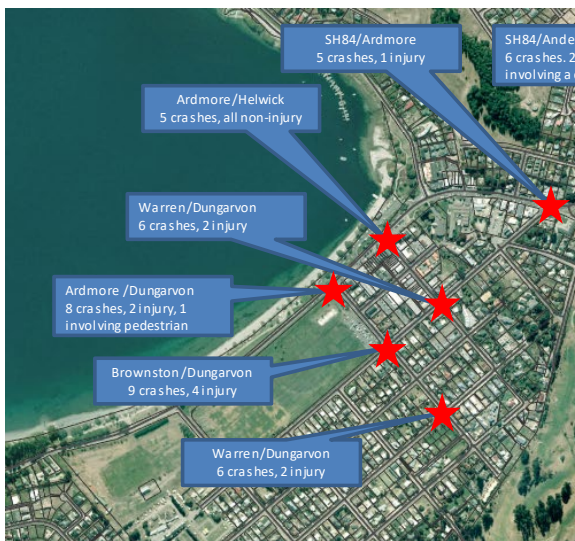 SH84/Ardmore
5 crashes, 1 injury
SH84/Ande
6 crashes. 2
involving a
Ardmore/Helwick
5 crashes, all non-injury
Warren/Dungarvon
6 crashes, 2 injury
Ardmore /Dungarvon
8 crashes, 2 injury, 1
involving pedestrian
Brownston/Dungarvon
9 crashes, 4 injury
Warren/Dungarvon
6 crashes, 2 injury